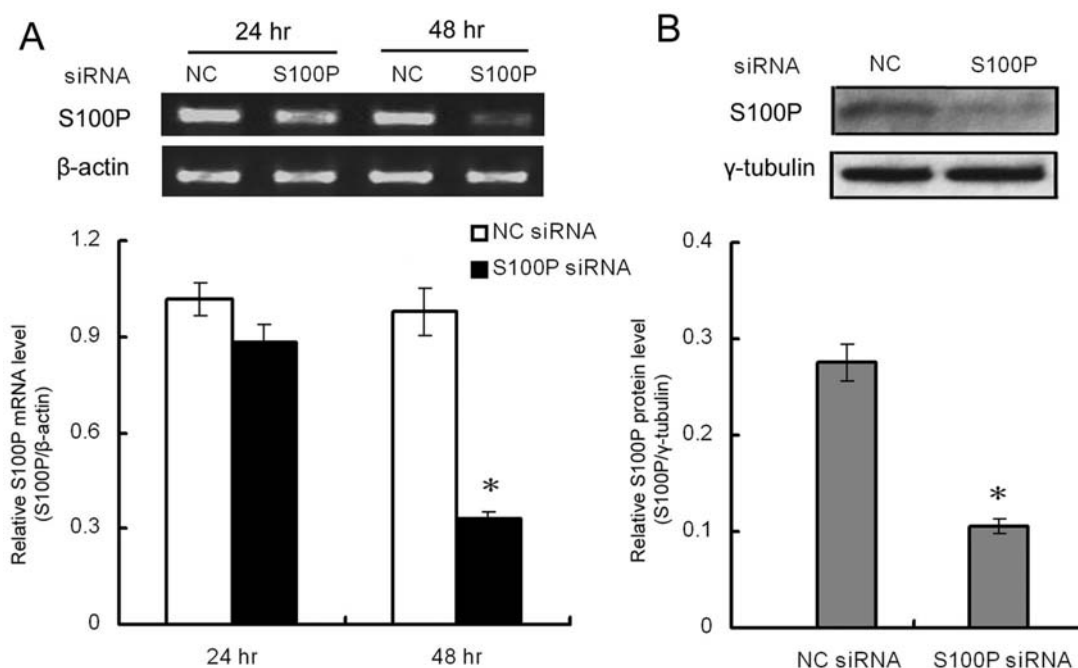 A
24 hr 48 hr
siRNA NC S100P NC S100P
S100P
β-actin
NC siRNA
S100P siRNA
Relative S100P mRNA level
(S100P/β-actin)
1.2
0.9
0.6
0.3
0
*
24 hr 48 hr
B
siRNA NC S100P
S100P
γ-tubulin
Relative S100P protein level
(S100P/γ-tubulin)
0.4
0.3
0.2
0.1
0
*
NC siRNA S100P siRNA